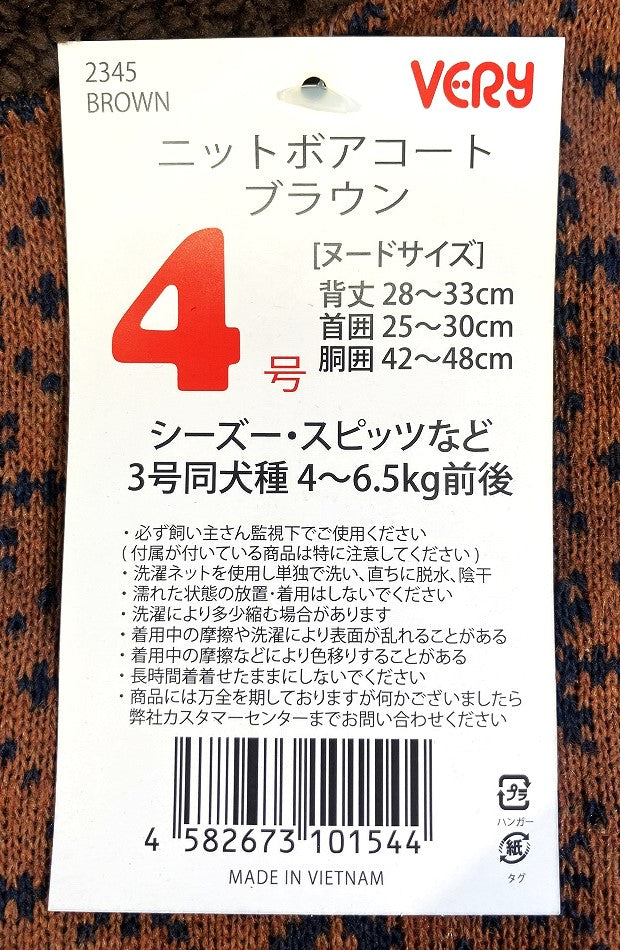 2345
BROWN
VERY
ニットボアコート
ブラウン
4号
[ヌードサイズ]
背丈 28～33cm
首囲 25～30cm
胴囲 42～48cm
シーズー・スピッツなど
3号同犬種 4～6.5kg前後
・必ず飼い主さん監視下でご使用ください
(付属が付いている商品は特に注意してください)
・洗濯ネットを使用し単独で洗い、直ちに脱水、陰干
・濡れた状態の放置・着用はしないでください
・洗濯により多少縮む場合があります
・着用中の摩擦や洗濯により表面が乱れることがある
・着用中の摩擦などにより色移りすることがある
・長時間着せたままにしないでください
・商品には万全を期しておりますが何かございましたら
弊社カスタマーセンターまでお問い合わせください
4 582673 101544
MADE IN VIETNAM
プラ
ハンガー
紙
タグ